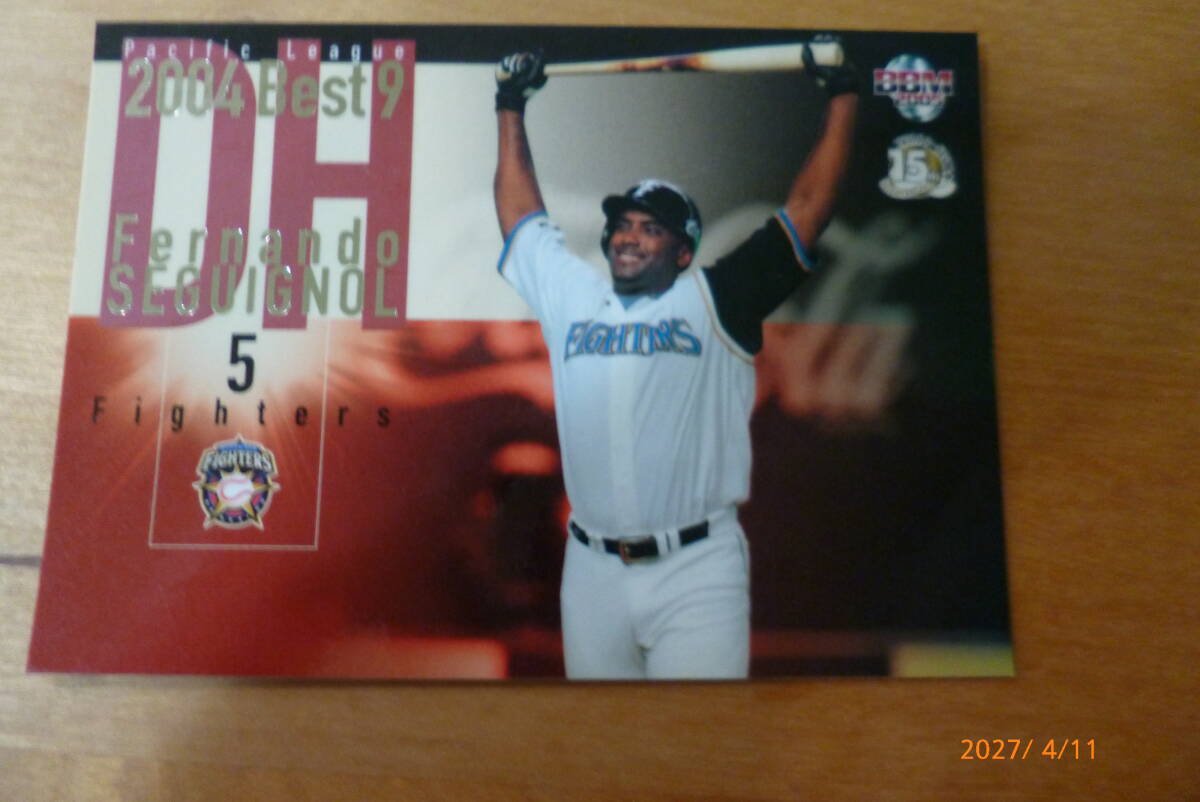 Pacific League
2004 Best 9
DH
Fernando
SEGUIGNOL
5
Fighters
FIGHTERS
FIGHTERS
BBM
15
2027/ 4/11